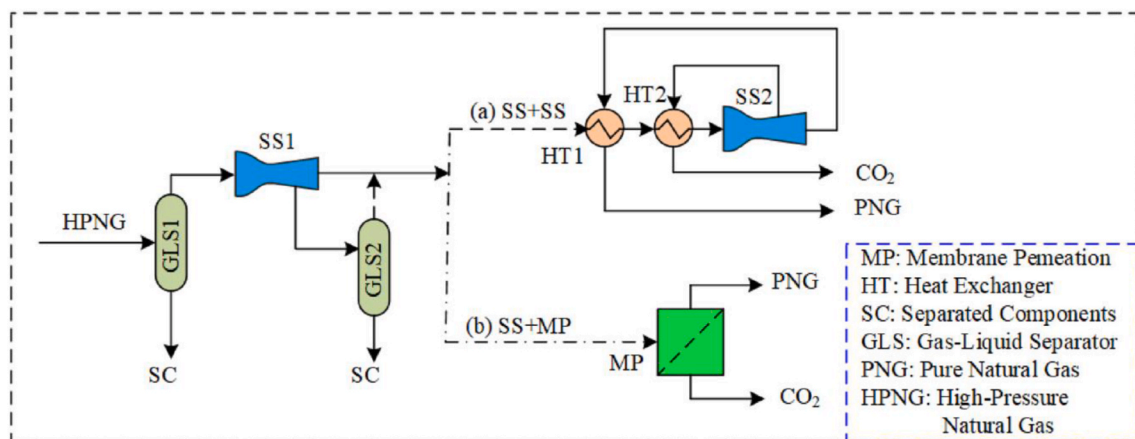 HPNG
GLS1
SC
SS1
GLS2
SC
(a) SS+SS
HT1
HT2
SS2
CO₂
PNG
(b) SS+MP
MP
PNG
CO₂
MP: Membrane Pemeation
HT: Heat Exchanger
SC: Separated Components
GLS: Gas-Liquid Separator
PNG: Pure Natural Gas
HPNG: High-Pressure
Natural Gas